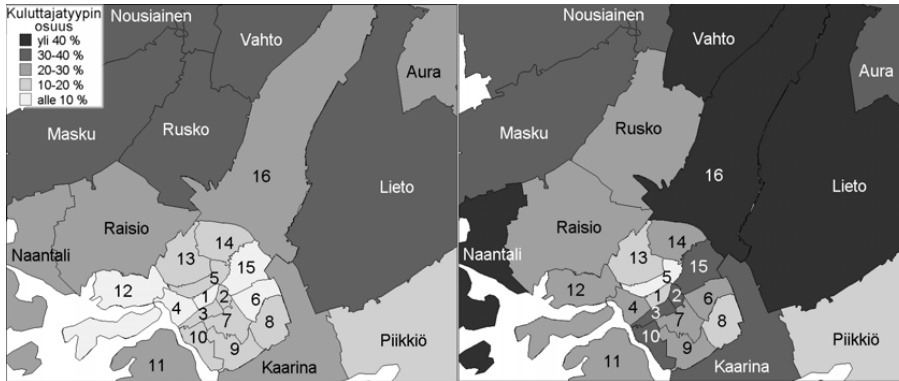 Kuluttajatyypin
osuus
yli 40 %
30-40 %
20-30 %
10-20 %
alle 10 %
Nousiainen
Vahto
Aura
Masku
Rusko
16
Lieto
Raisio
Naantali
14
13
15
5
12
1
2
6
4
3
7
8
10
9
11
Kaarina
Piikkiö
Nousiainen
Vahto
Aura
Masku
Rusko
16
Lieto
Raisio
Naantali
14
13
15
5
12
1
2
6
4
3
7
8
10
9
11
Kaarina
Piikkiö